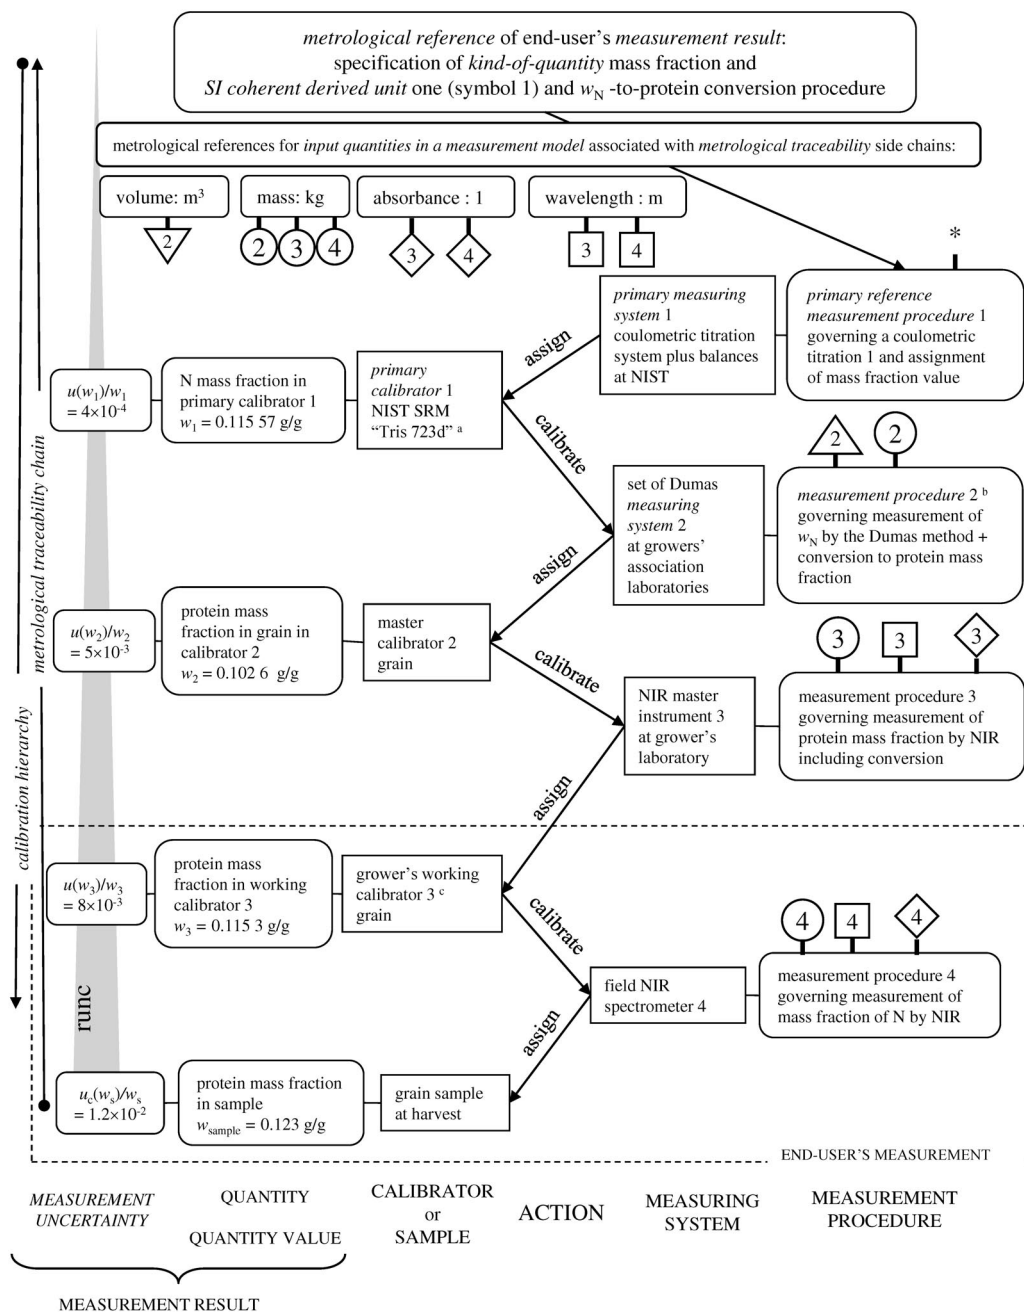 metrological reference of end-user's measurement result:
specification of kind-of-quantity mass fraction and
SI coherent derived unit one (symbol 1) and wN -to-protein conversion procedure
metrological references for input quantities in a measurement model associated with metrological traceability side chains:
volume: m³
mass: kg
absorbance : 1
wavelength : m
2
2
3
4
3
4
3
4
*
primary measuring
system 1
coulometric titration
system plus balances
at NIST
primary reference
measurement procedure 1
governing a coulometric
titration 1 and assignment
of mass fraction value
assign
u(w1)/w1
= 4×10-4
N mass fraction in
primary calibrator 1
w1 = 0.115 57 g/g
primary
calibrator 1
NIST SRM
“Tris 723d” a
calibrate
2
2
set of Dumas
measuring
system 2
at growers’
association
laboratories
measurement procedure 2 b
governing measurement of
wN by the Dumas method +
conversion to protein mass
fraction
assign
metrological traceability chain
u(w2)/w2
= 5×10-3
protein mass
fraction in grain in
calibrator 2
w2 = 0.102 6 g/g
master
calibrator 2
grain
calibrate
3
3
3
NIR master
instrument 3
at grower's
laboratory
measurement procedure 3
governing measurement of
protein mass fraction by NIR
including conversion
assign
calibration hierarchy
u(w3)/w3
= 8×10-3
protein mass
fraction in working
calibrator 3
w3 = 0.115 3 g/g
grower’s working
calibrator 3 c
grain
calibrate
4
4
4
field NIR
spectrometer 4
measurement procedure 4
governing measurement of
mass fraction of N by NIR
assign
runc
uc(ws)/ws
= 1.2×10-2
protein mass fraction
in sample
wsample = 0.123 g/g
grain sample
at harvest
END-USER’S MEASUREMENT
MEASUREMENT
UNCERTAINTY
QUANTITY
QUANTITY VALUE
CALIBRATOR
or
SAMPLE
ACTION
MEASURING
SYSTEM
MEASUREMENT
PROCEDURE
MEASUREMENT RESULT